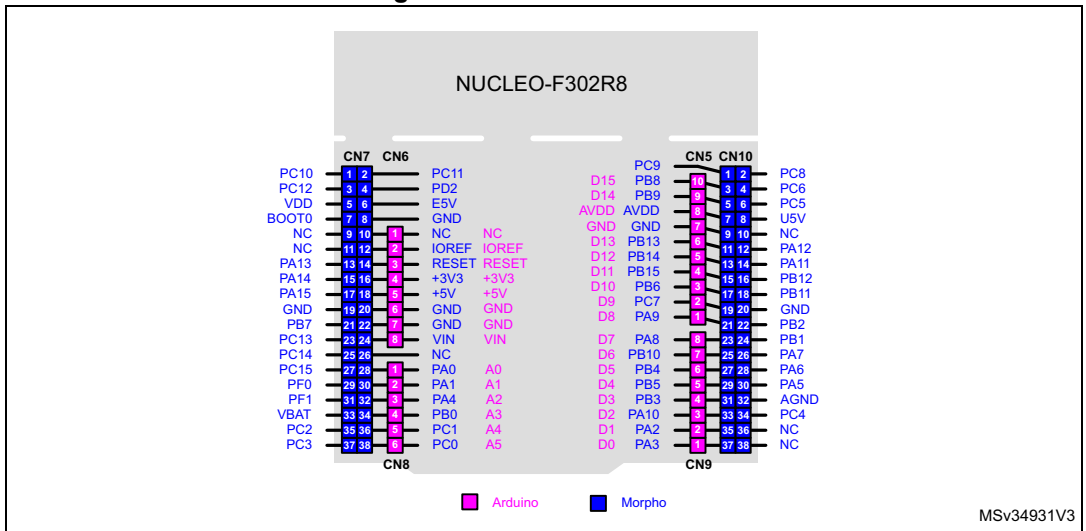 NUCLEO-F302R8
CN7 CN6 CN5 CN10
PC9
PC10 1 2 PC11 1 2 PC8
PC12 3 4 PD2 D15 PB8 10 3 4 PC6
VDD 5 6 E5V D14 PB9 9 5 6 PC5
BOOT0 7 8 GND AVDD AVDD 8 7 8 U5V
NC 9 10 1 NC NC GND GND 7 9 10 NC
NC 11 12 2 IOREF IOREF D13 PB13 6 11 12 PA12
PA13 13 14 3 RESET RESET D12 PB14 5 13 14 PA11
PA14 15 16 4 +3V3 +3V3 D11 PB15 4 15 16 PB12
PA15 17 18 5 +5V +5V D10 PB6 3 17 18 PB11
GND 19 20 6 GND GND D9 PC7 2 19 20 GND
PB7 21 22 7 GND GND D8 PA9 1 21 22 PB2
PC13 23 24 8 VIN VIN D7 PA8 8 23 24 PB1
PC14 25 26 NC D6 PB10 7 25 26 PA7
PC15 27 28 1 PA0 A0 D5 PB4 6 27 28 PA6
PF0 29 30 2 PA1 A1 D4 PB5 5 29 30 PA5
PF1 31 32 3 PA4 A2 D3 PB3 4 31 32 AGND
VBAT 33 34 4 PB0 A3 D2 PA10 3 33 34 PC4
PC2 35 36 5 PC1 A4 D1 PA2 2 35 36 NC
PC3 37 38 6 PC0 A5 D0 PA3 1 37 38 NC
CN8 CN9
Arduino Morpho
MSv34931V3